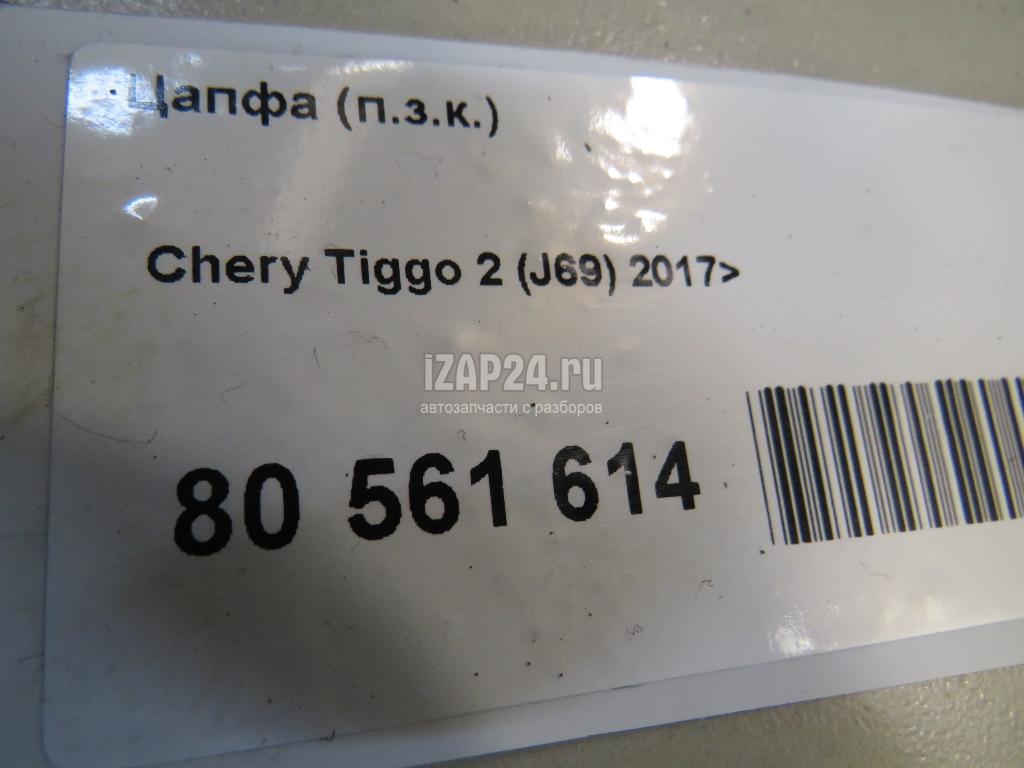 Цапфа (п.з.к.)
Chery Tiggo 2 (J69) 2017>
iZAP24.ru
автозапчасти с разборов
80 561 614